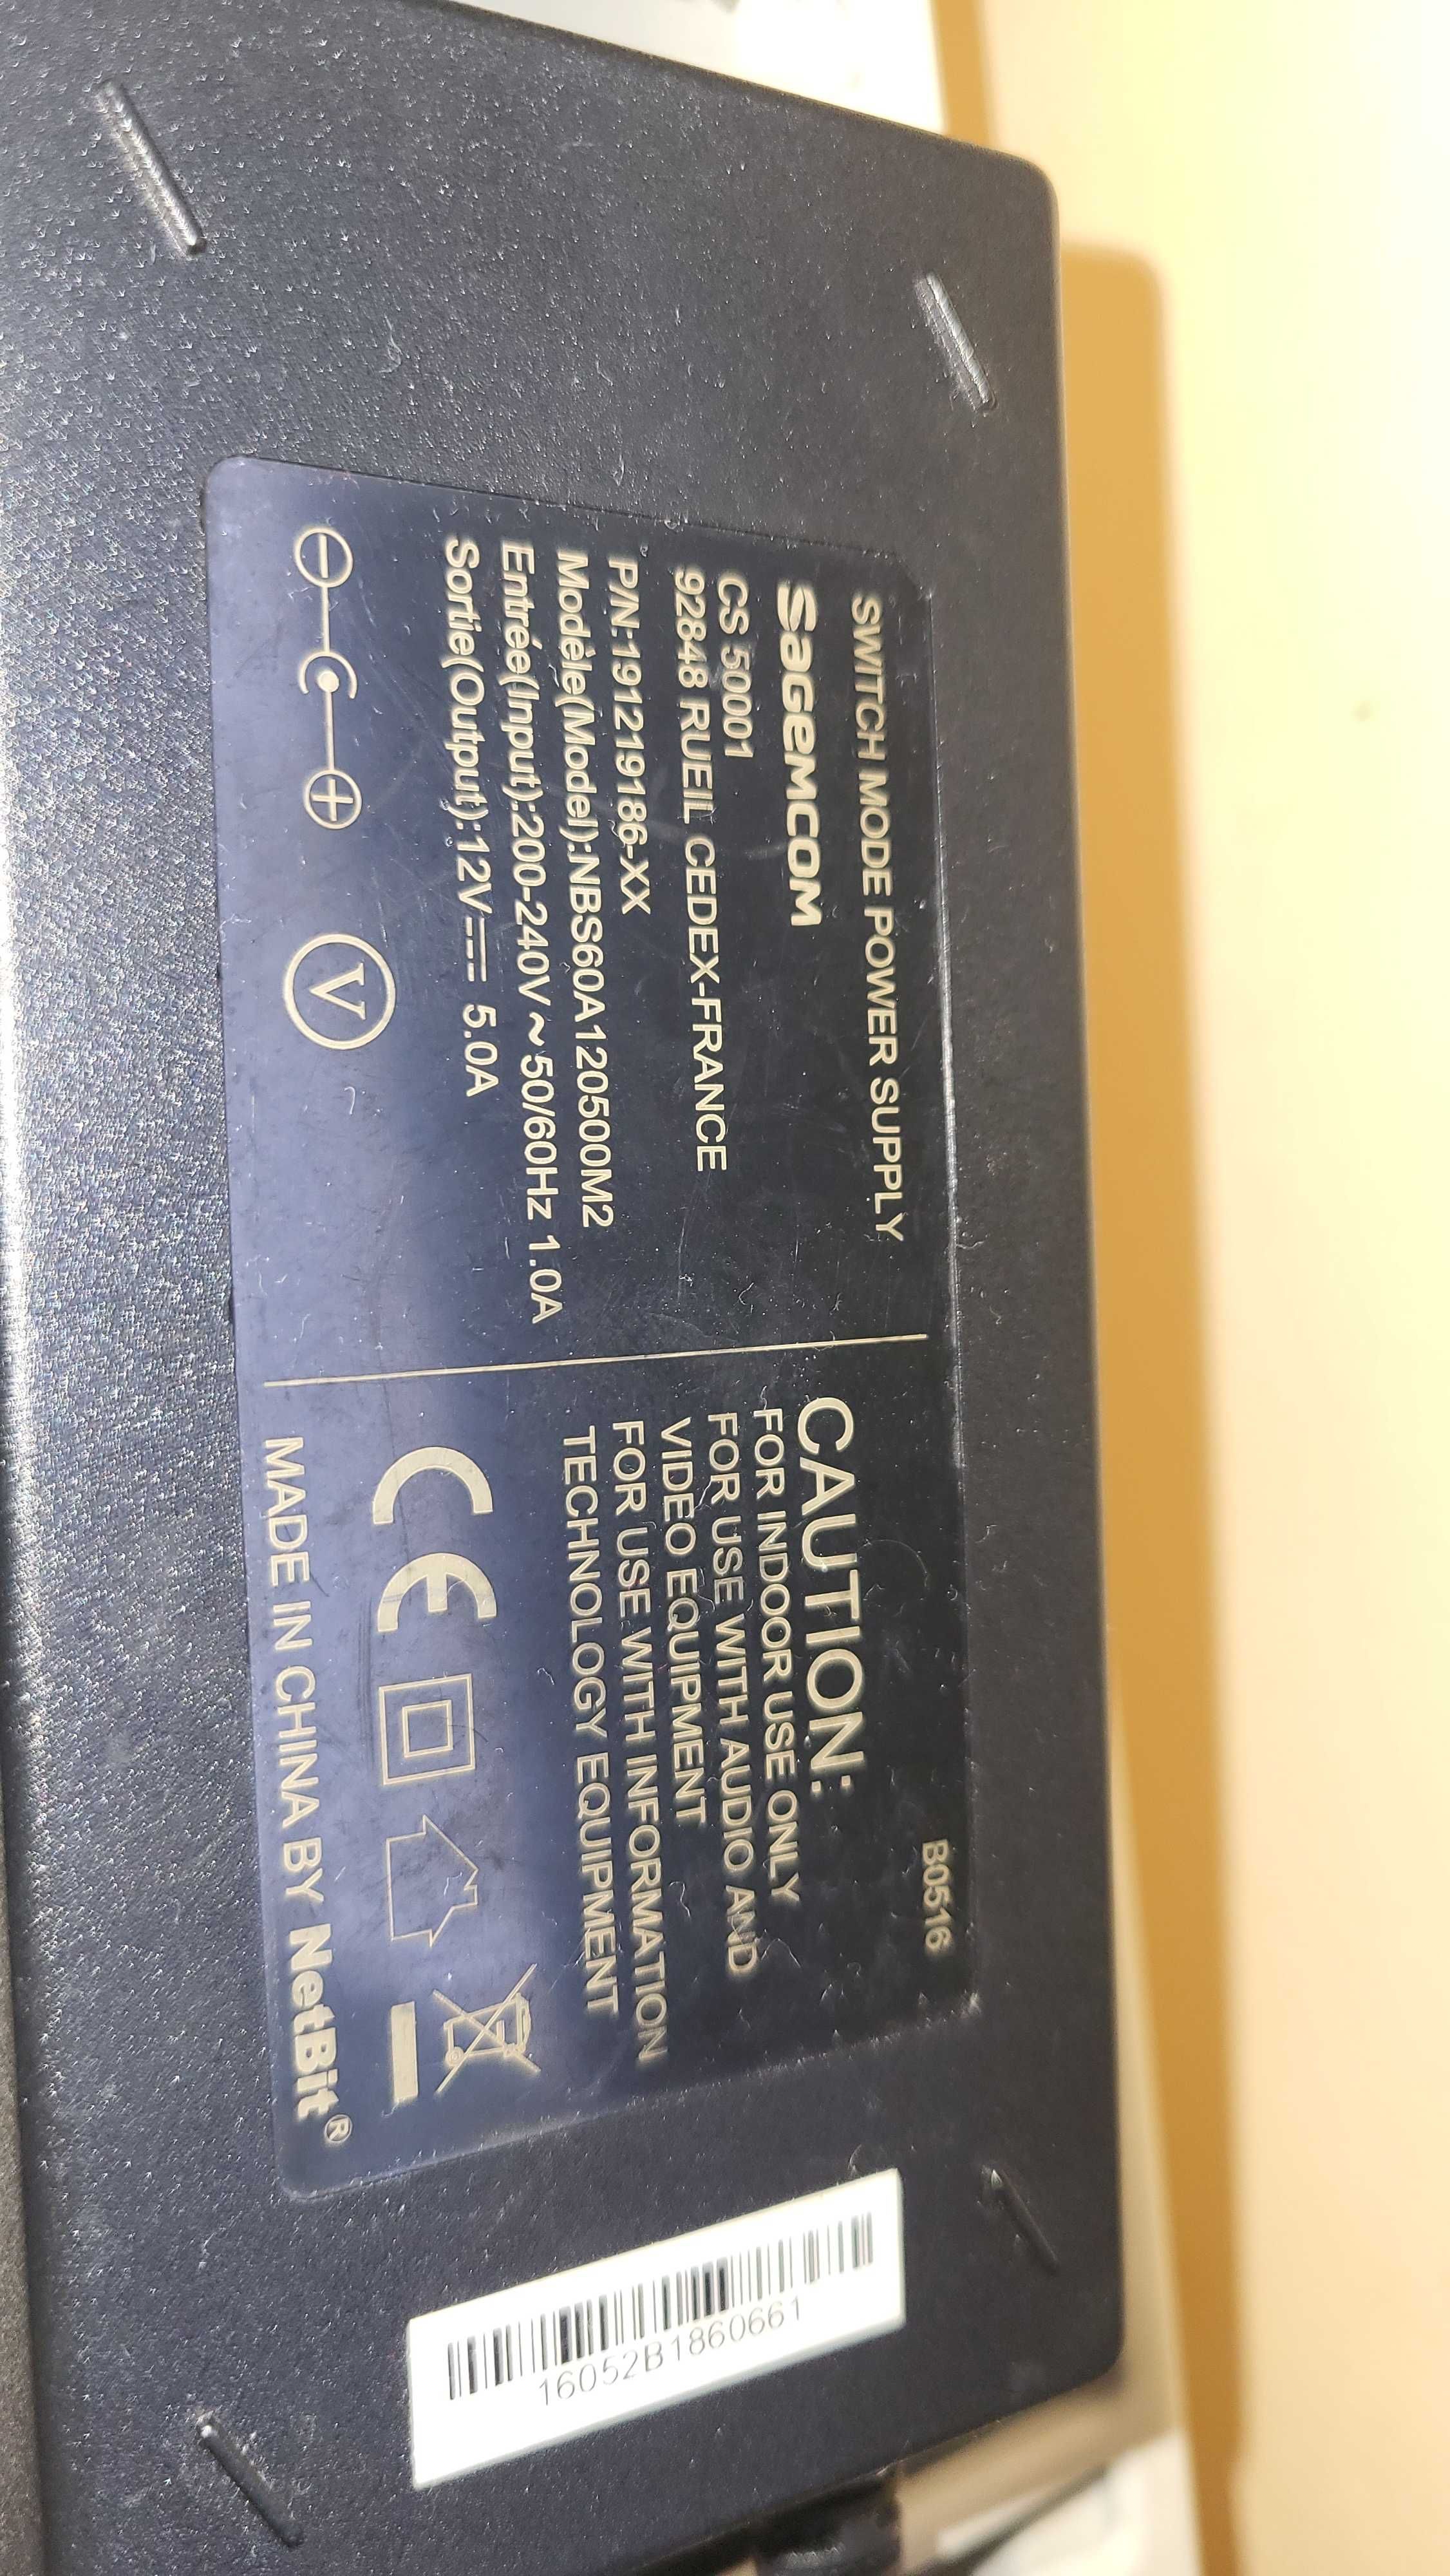 SWITCH MODE POWER SUPPLY
SAGEMCOM
CS 50001
92848 RUEIL CEDEX-FRANCE
P/N:191219186-XX
Modèle(Model):NBS60A120500M2
Entrée(Input):200-240V~50/60Hz 1.0A
Sortie(Output):12V⎓ 5.0A
V
B0516
CAUTION:
FOR INDOOR USE ONLY
FOR USE WITH AUDIO AND
VIDEO EQUIPMENT
FOR USE WITH INFORMATION
TECHNOLOGY EQUIPMENT
CE
MADE IN CHINA BY NetBit®
16052B1860661